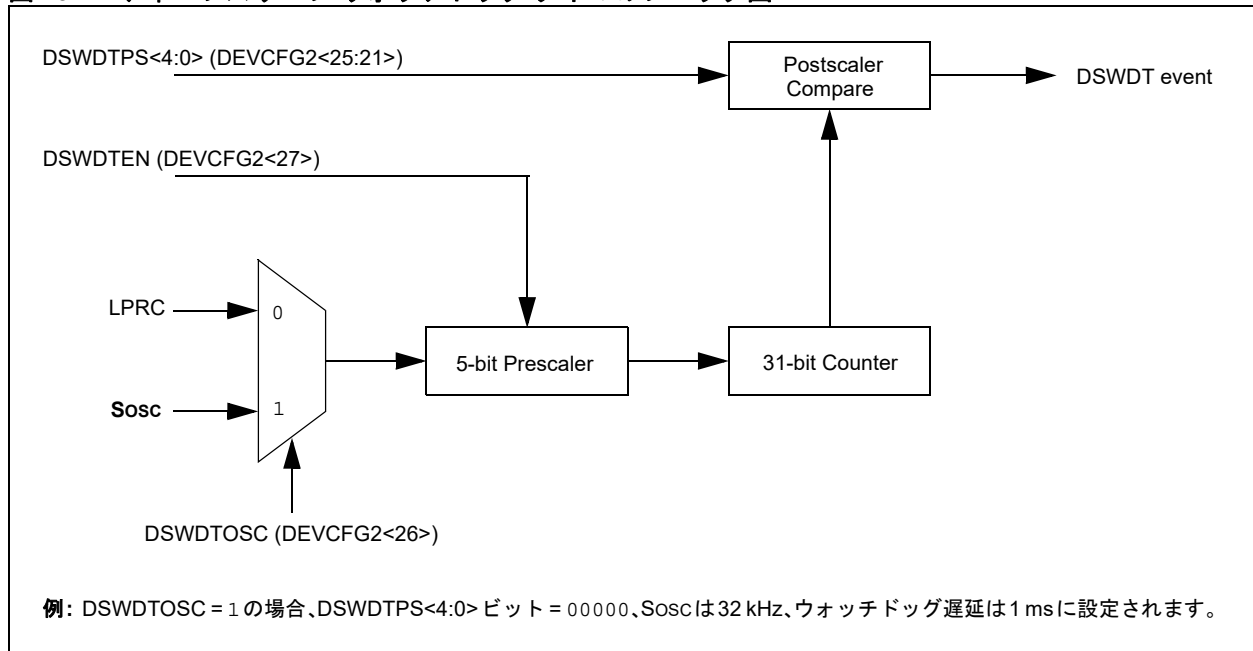 DSWDTPS<4:0> (DEVCFG2<25:21>)
Postscaler
Compare
DSWDT event
DSWDTEN (DEVCFG2<27>)
LPRC
0
5-bit Prescaler
31-bit Counter
Sosc
1
DSWDTOSC (DEVCFG2<26>)
例: DSWDTOSC = 1の場合、DSWDTPS<4:0>ビット = 00000、Soscは32 kHz、ウォッチドッグ遅延は1 msに設定されます。